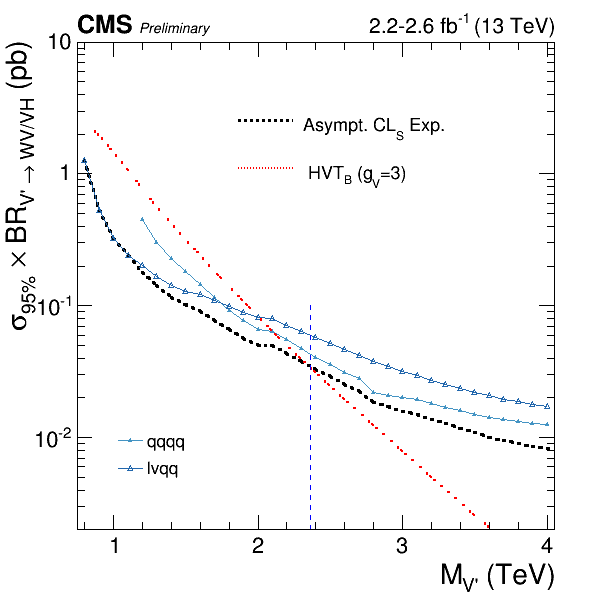 CMS Preliminary 2.2-2.6 fb⁻¹ (13 TeV)
σ95% × BRV' → WV/VH (pb)
10
Asympt. CLS Exp.
HVTB (gV=3)
1
10⁻¹
95
10⁻²
qqqq
lvqq
1 2 3 4
MV' (TeV)